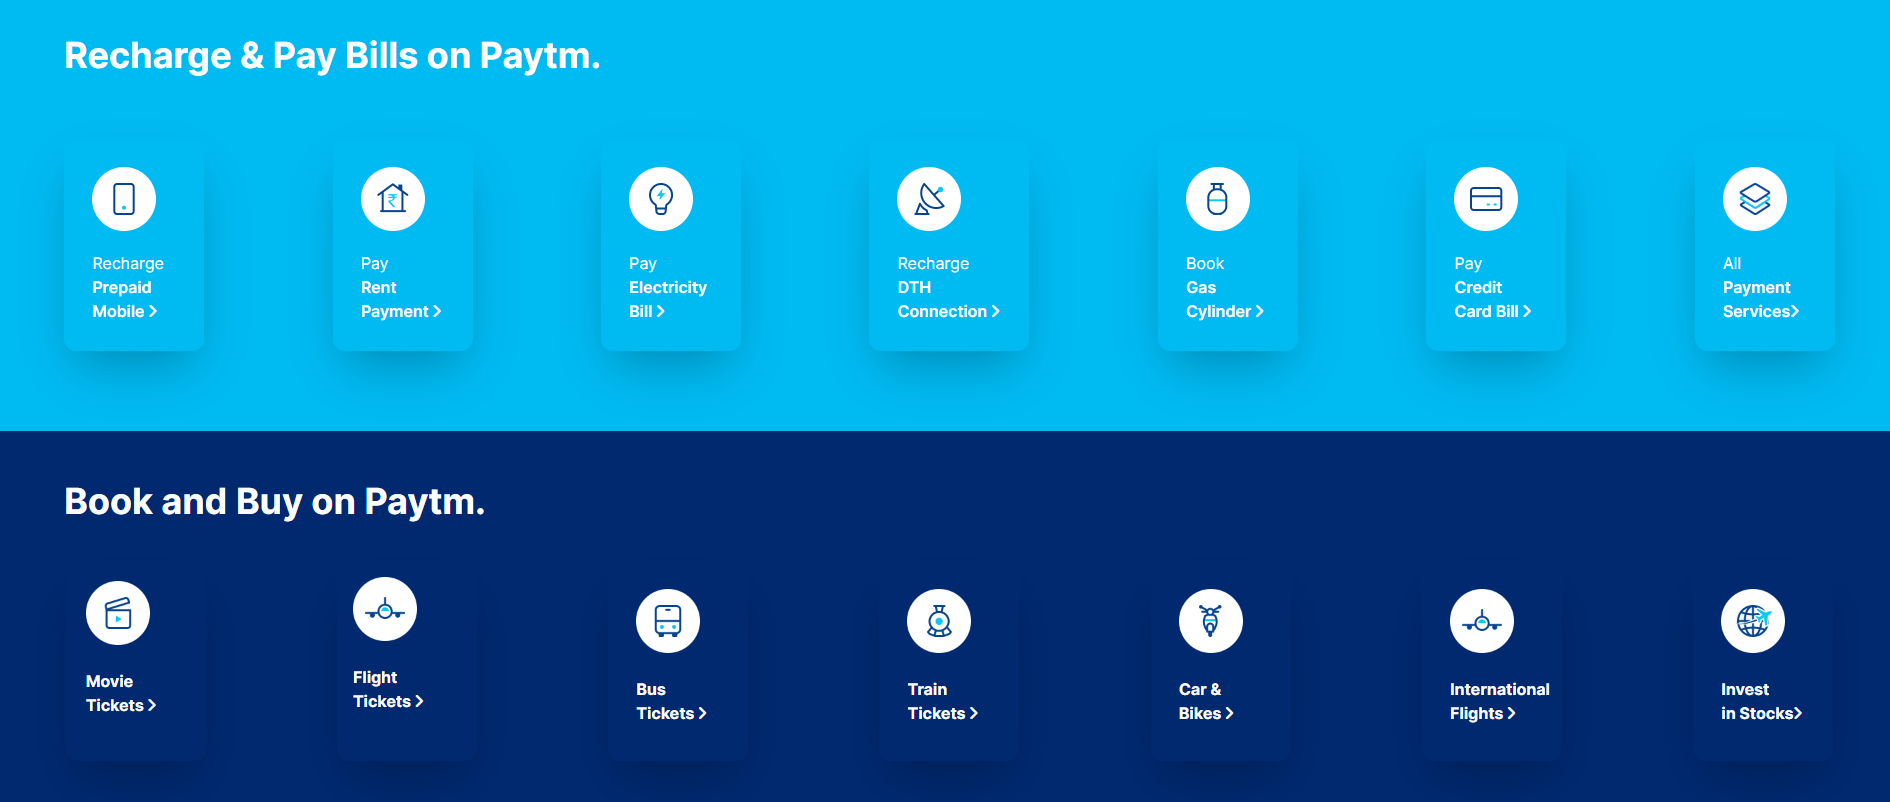 Recharge & Pay Bills on Paytm.
Recharge
Prepaid
Mobile
Pay
Rent
Payment
Pay
Electricity
Bill
Recharge
DTH
Connection
Book
Gas
Cylinder
Pay
Credit
Card Bill
All
Payment
Services
Book and Buy on Paytm.
Movie
Tickets
Flight
Tickets
Bus
Tickets
Train
Tickets
Car &
Bikes
International
Flights
Invest
in Stocks